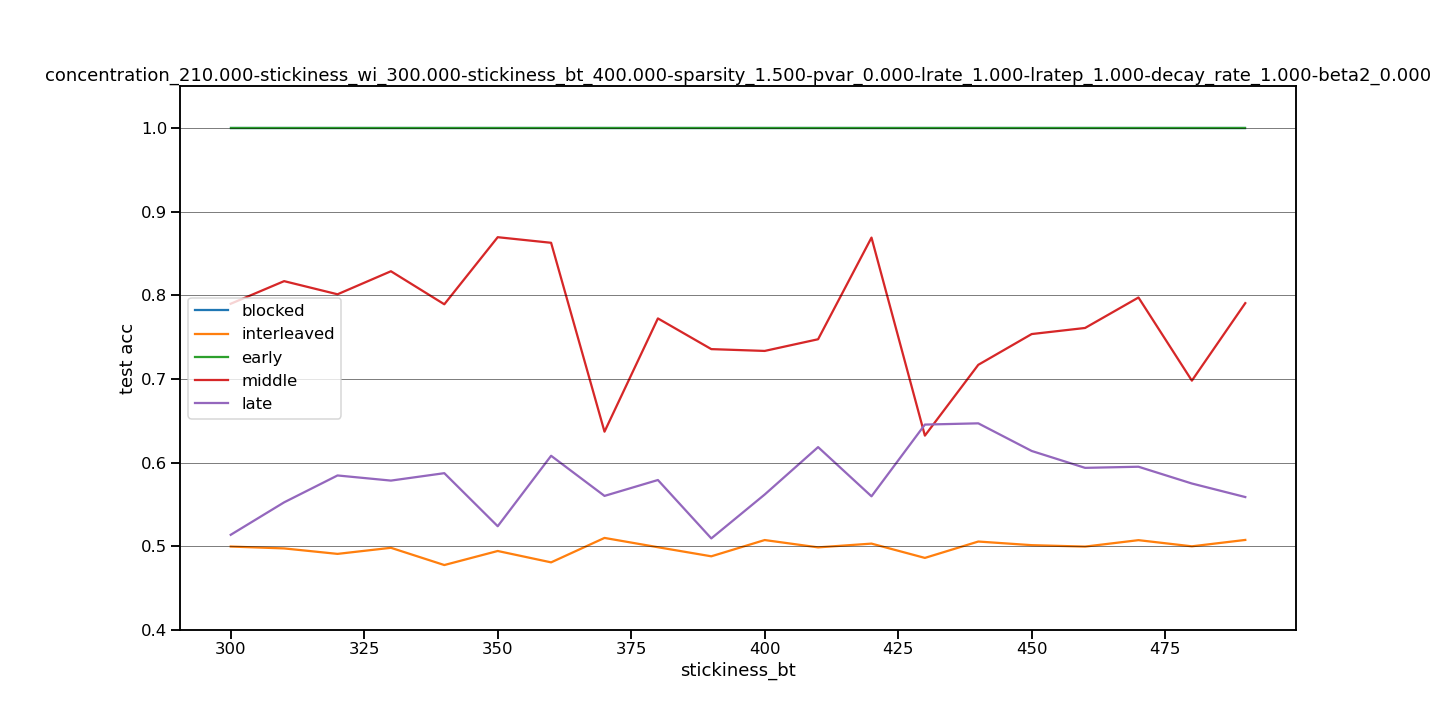 concentration_210.000-stickiness_wi_300.000-stickiness_bt_400.000-sparsity_1.500-pvar_0.000-lrate_1.000-lratep_1.000-decay_rate_1.000-beta2_0.000
1.0
0.9
0.8
0.7
0.6
0.5
0.4
test acc
blocked
interleaved
early
middle
late
300 325 350 375 400 425 450 475
stickiness_bt